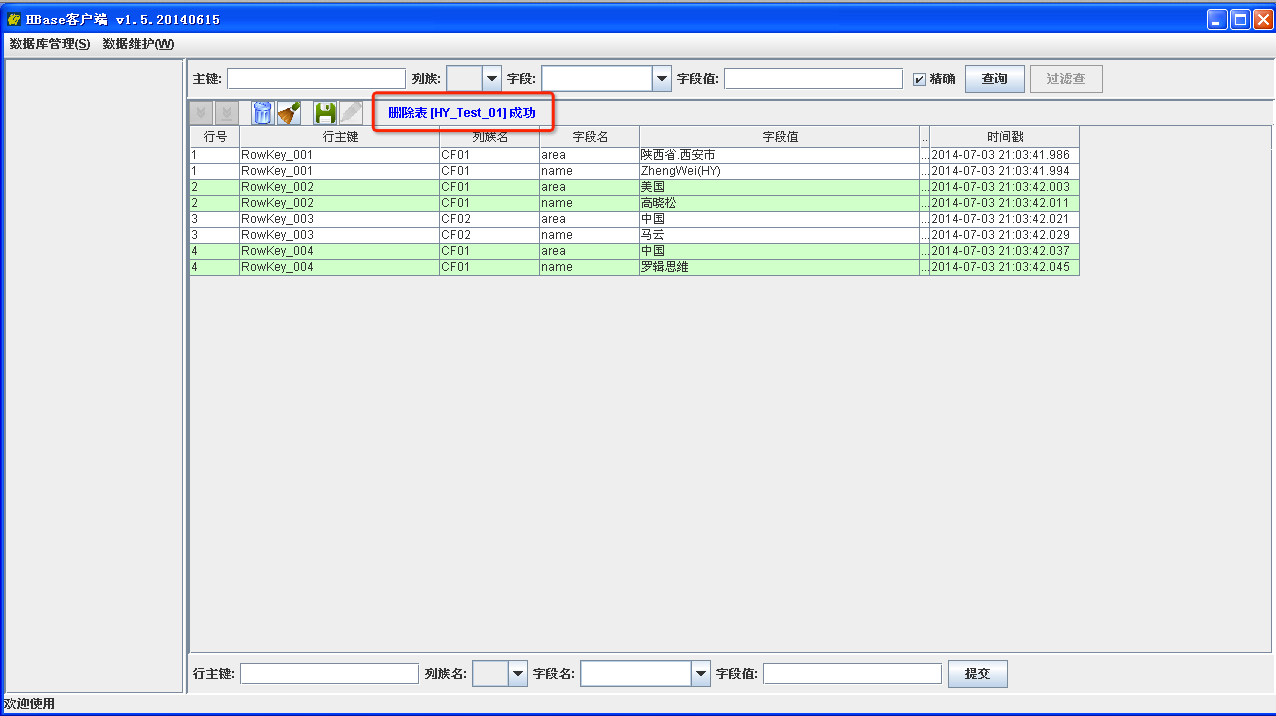 HBase客户端 v1.5.20140615
数据库管理(S) 数据维护(W)
主键: 列族: 字段: 字段值: 精确 查询 过滤查
删除表 [HY_Test_01] 成功
行号 行主键 列族名 字段名 字段值 .. 时间戳
1 RowKey_001 CF01 area 陕西省.西安市 ... 2014-07-03 21:03:41.986
1 RowKey_001 CF01 name ZhengWei(HY) ... 2014-07-03 21:03:41.994
2 RowKey_002 CF01 area 美国 ... 2014-07-03 21:03:42.003
2 RowKey_002 CF01 name 高晓松 ... 2014-07-03 21:03:42.011
3 RowKey_003 CF02 area 中国 ... 2014-07-03 21:03:42.021
3 RowKey_003 CF02 name 马云 ... 2014-07-03 21:03:42.029
4 RowKey_004 CF01 area 中国 ... 2014-07-03 21:03:42.037
4 RowKey_004 CF01 name 罗辑思维 ... 2014-07-03 21:03:42.045
行主键: 列族名: 字段名: 字段值: 提交
欢迎使用